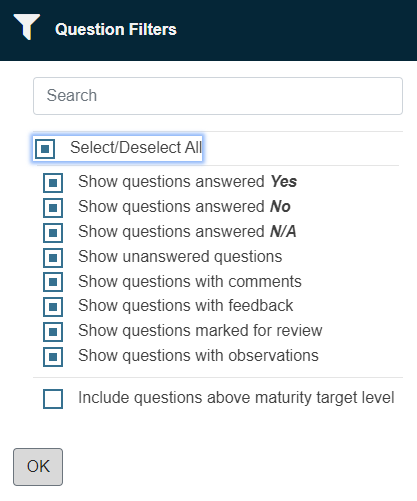 Question Filters
Search
Select/Deselect All
Show questions answered Yes
Show questions answered No
Show questions answered N/A
Show unanswered questions
Show questions with comments
Show questions with feedback
Show questions marked for review
Show questions with observations
Include questions above maturity target level
OK